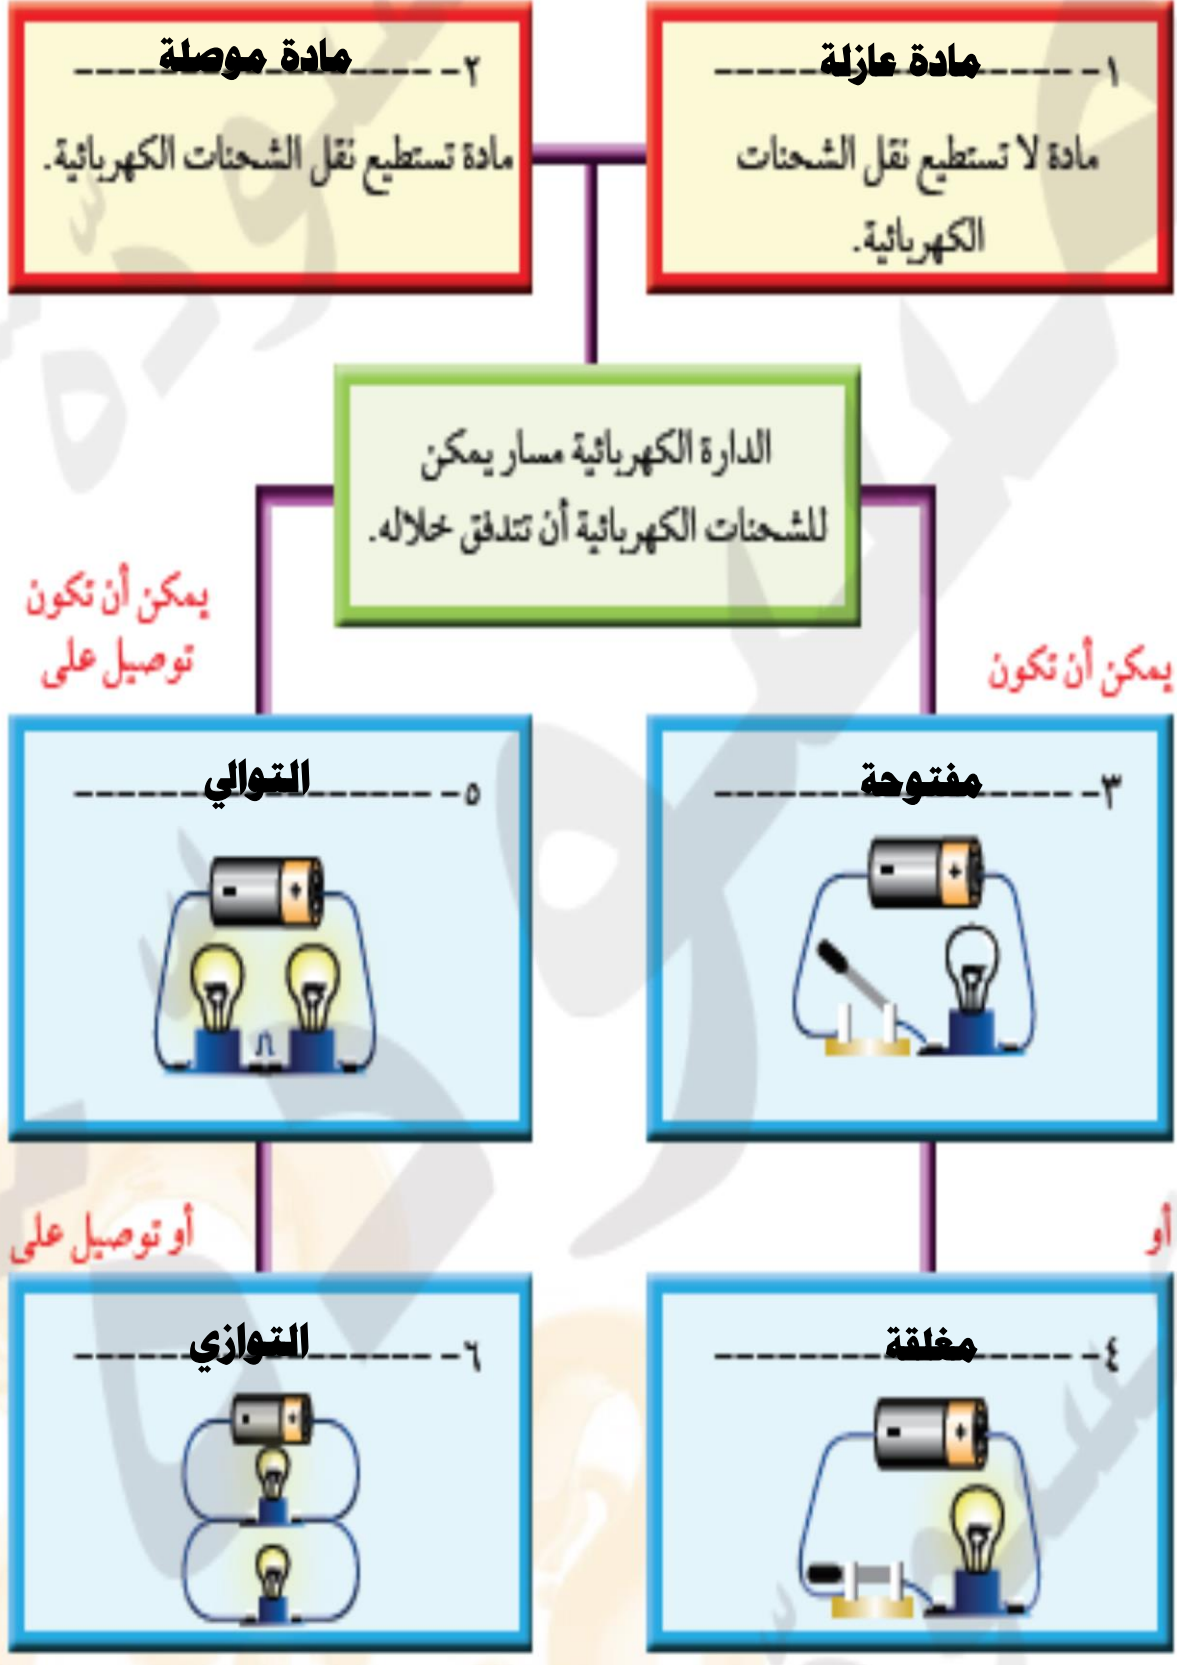 ١- مادة عازلة
مادة لا تستطيع نقل الشحنات
الكهربائية.
٢- مادة موصلة
مادة تستطيع نقل الشحنات الكهربائية.
الدارة الكهربائية مسار يمكن
للشحنات الكهربائية أن تتدفق خلاله.
يمكن أن تكون
٣- مفتوحة
- +
أو
٤- مغلقة
- +
يمكن أن تكون
توصيل على
٥- التوالي
- +
أو توصيل على
٦- التوازي
- +